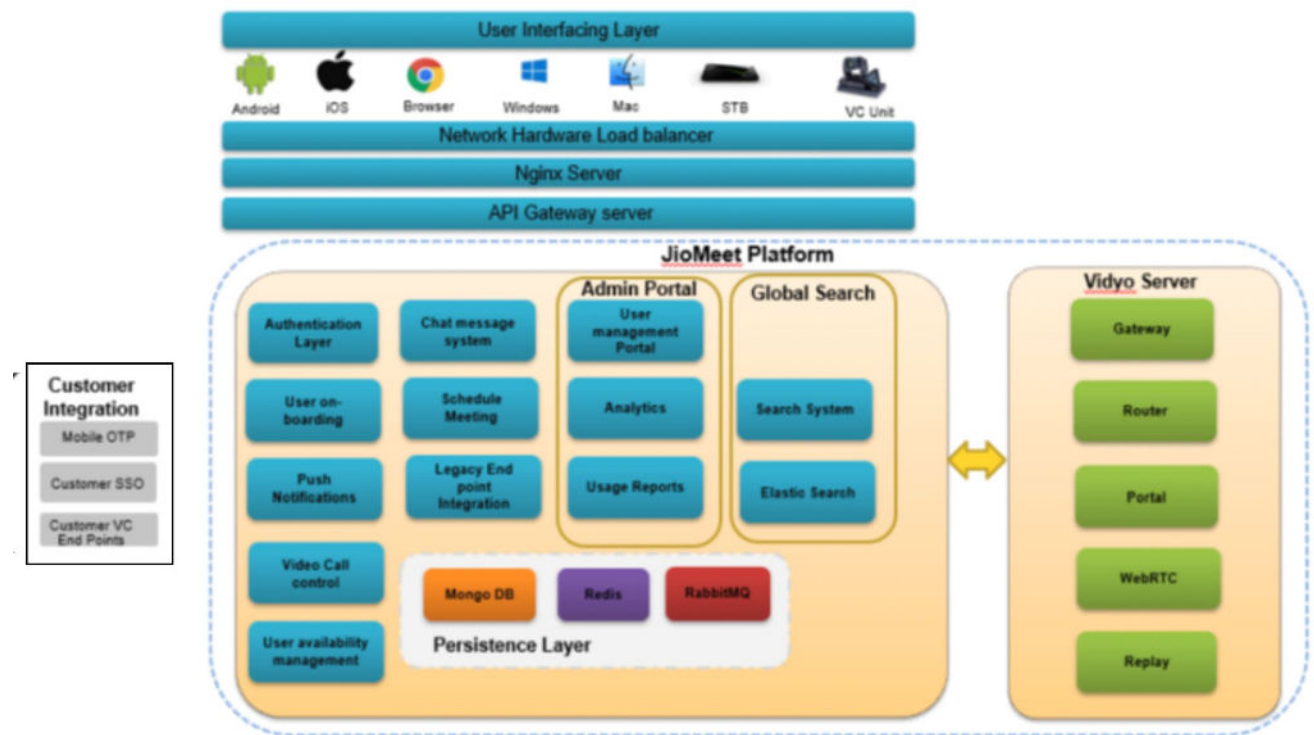 User Interfacing Layer
Android
iOS
Browser
Windows
Mac
STB
VC Unit
Network Hardware Load balancer
Nginx Server
API Gateway server
JioMeet Platform
Customer
Integration
Mobile OTP
Customer SSO
Customer VC
End Points
Authentication
Layer
User on-
boarding
Push
Notifications
Video Call
control
User availability
management
Chat message
system
Schedule
Meeting
Legacy End
point
Integration
Admin Portal
User
management
Portal
Analytics
Usage Reports
Global Search
Search System
Elastic Search
Mongo DB
Redis
RabbitMQ
Persistence Layer
Vidyo Server
Gateway
Router
Portal
WebRTC
Replay